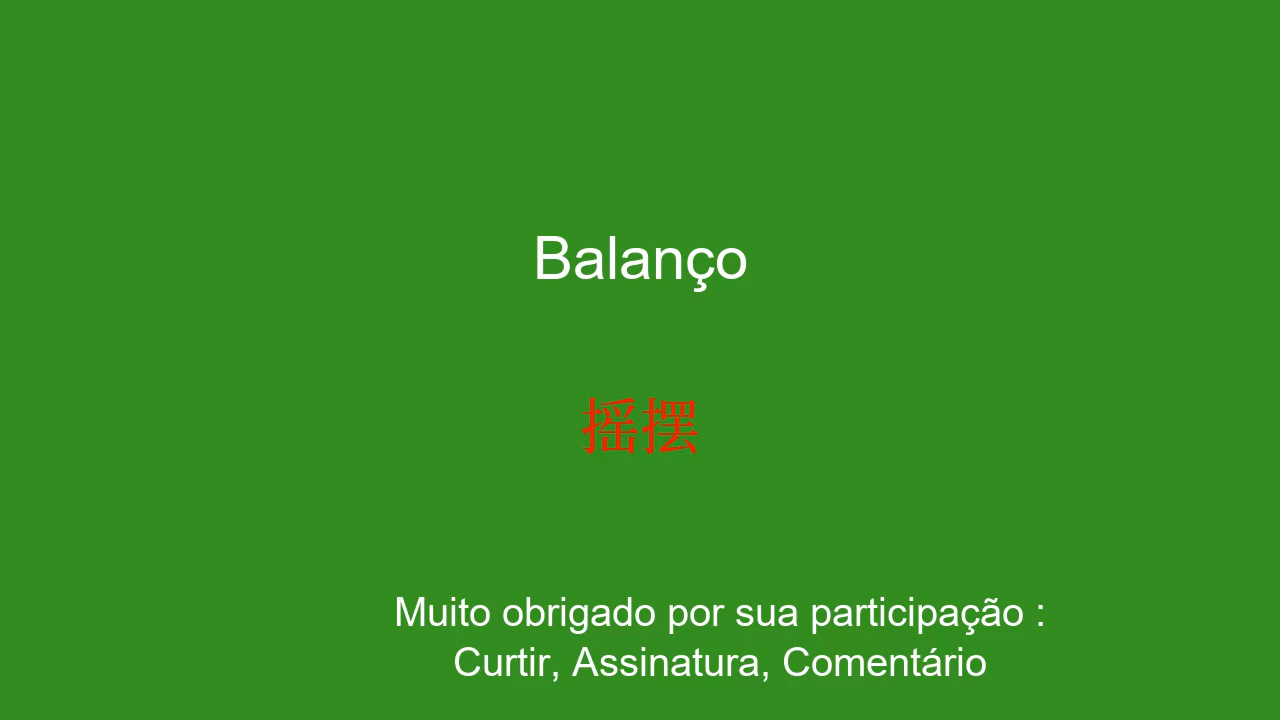 Balanço
摇摆
Muito obrigado por sua participação :
Curtir, Assinatura, Comentário